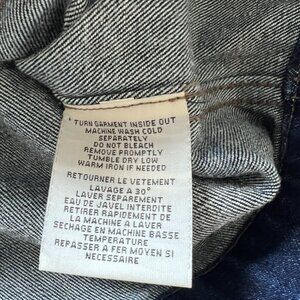 'TURN GARMENT INSIDE OUT
MACHINE WASH COLD
SEPARATELY
DO NOT BLEACH
REMOVE PROMPTLY
TUMBLE DRY LOW
WARM IRON IF NEEDED
RETOURNER LE VETEMENT
LAVAGE A 30°
LAVER SEPAREMENT
EAU DE JAVEL INTERDITE
RETIRER RAPIDEMENT DE
LA MACHINE A LAVER
SECHAGE EN MACHINE BASSE
TEMPERATURE
REPASSER A FER MOYEN SI
NECESSAIRE